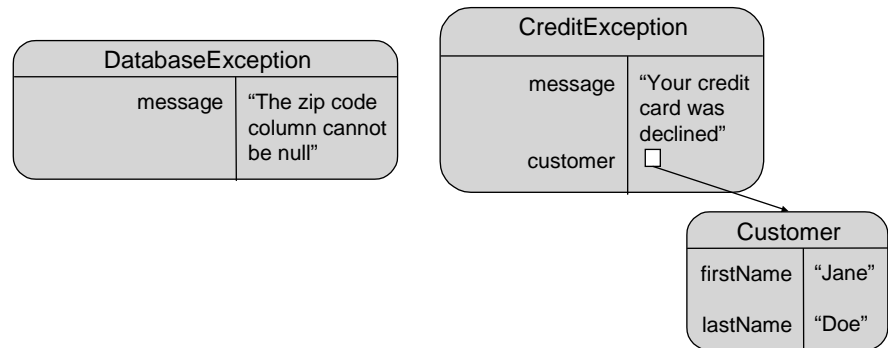 DatabaseException
message
“The zip code
column cannot
be null”
CreditException
message
“Your credit
card was
declined”
customer
Customer
firstName
“Jane”
lastName
“Doe”